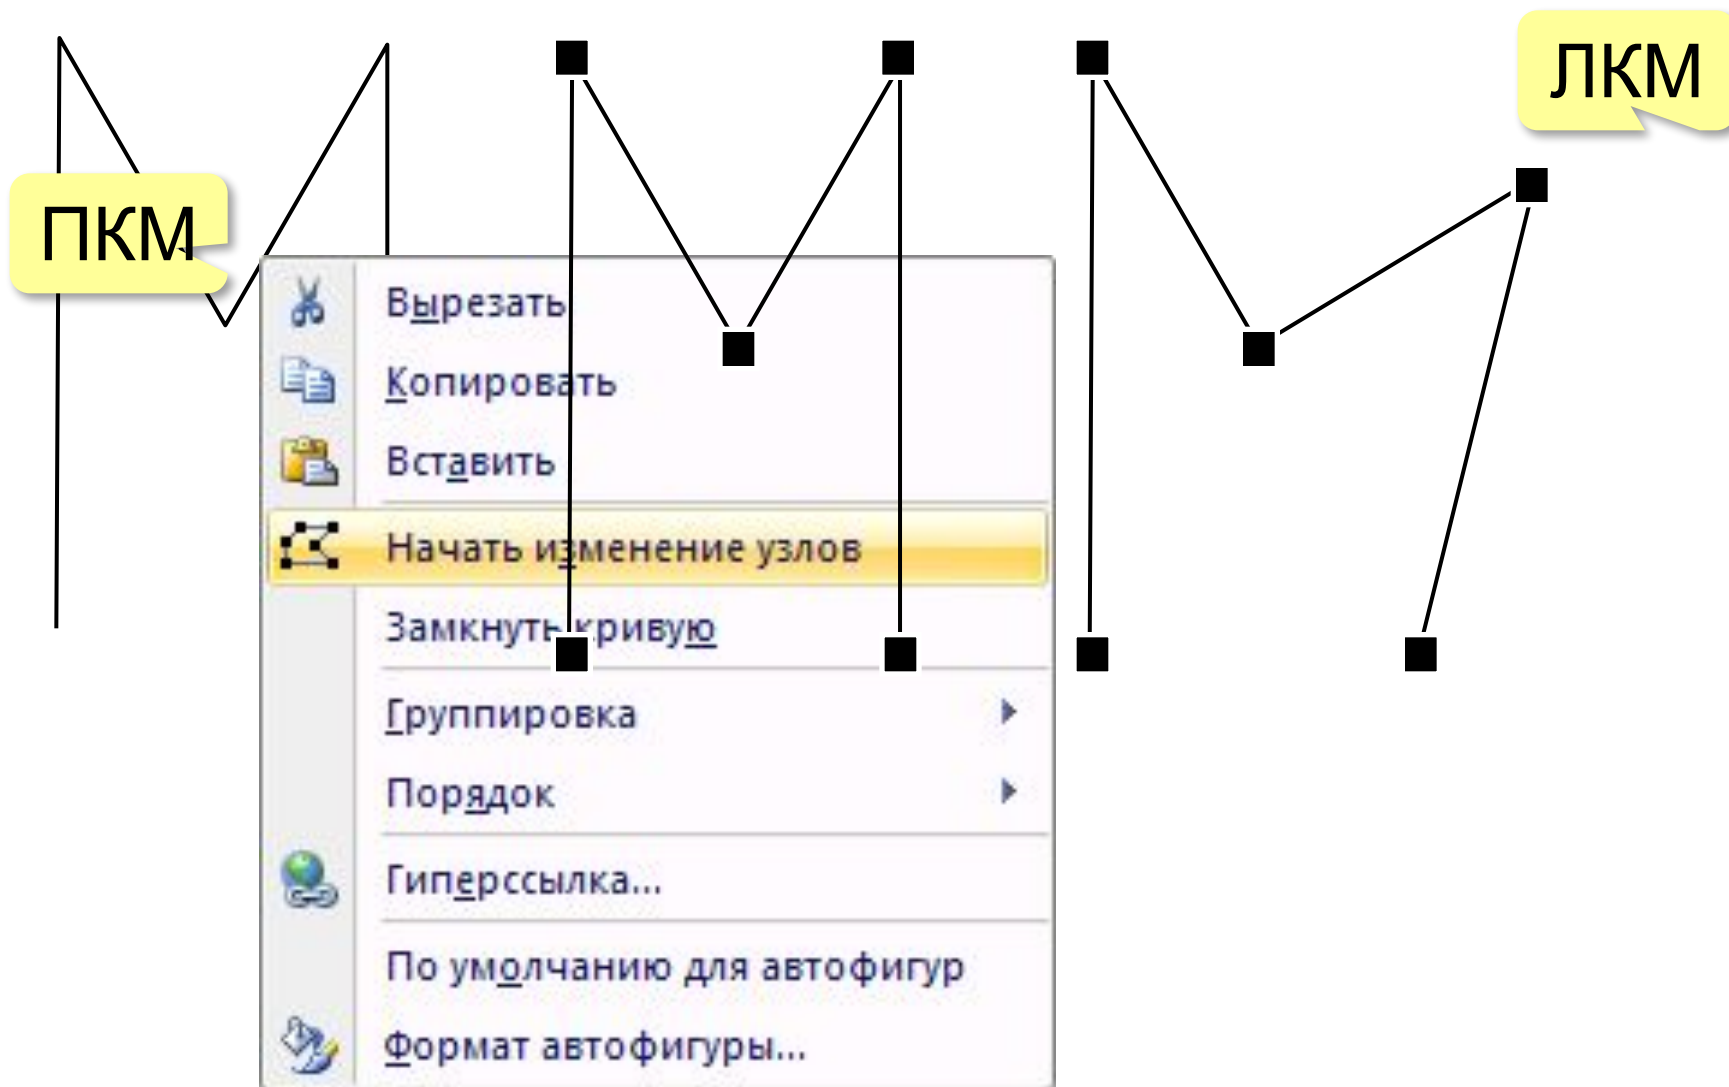 ЛКМ
ПКМ
Вырезать
Копировать
Вставить
Начать изменение узлов
Замкнуть кривую
Группировка
Порядок
Гиперссылка...
По умолчанию для автофигур
Формат автофигуры...